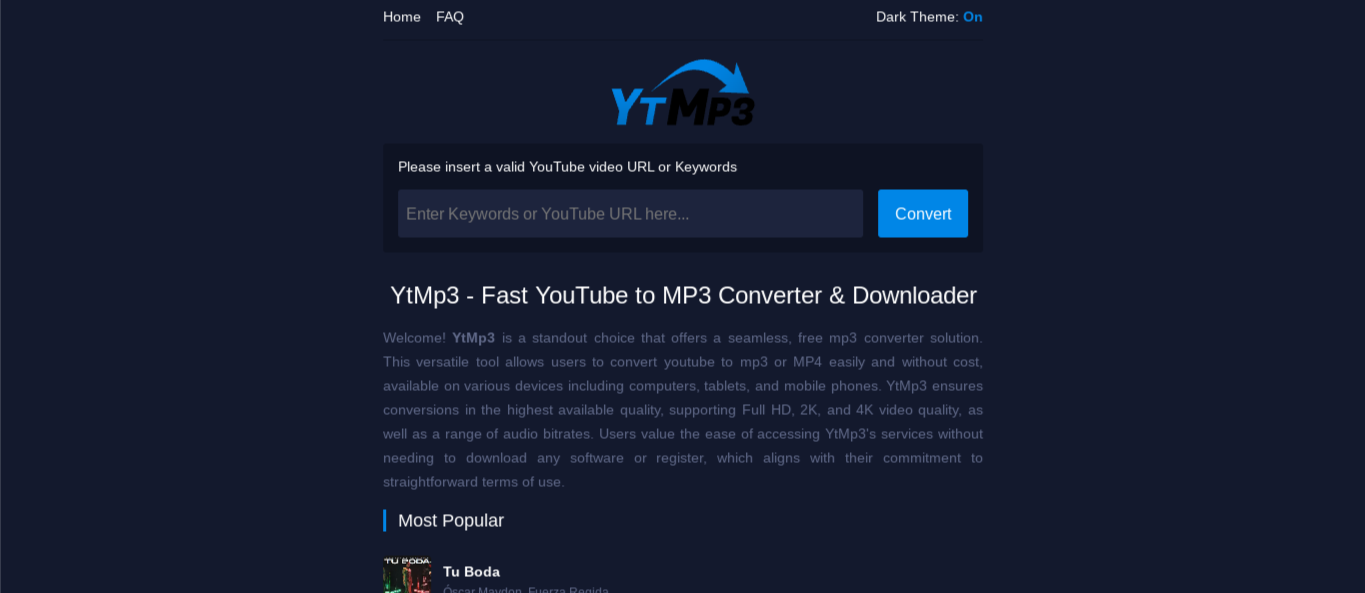 Home FAQ Dark Theme: On
YtMp3
Please insert a valid YouTube video URL or Keywords
Enter Keywords or YouTube URL here... Convert
YtMp3 - Fast YouTube to MP3 Converter & Downloader
Welcome! YtMp3 is a standout choice that offers a seamless, free mp3 converter solution.
This versatile tool allows users to convert youtube to mp3 or MP4 easily and without cost,
available on various devices including computers, tablets, and mobile phones. YtMp3 ensures
conversions in the highest available quality, supporting Full HD, 2K, and 4K video quality, as
well as a range of audio bitrates. Users value the ease of accessing YtMp3's services without
needing to download any software or register, which aligns with their commitment to
straightforward terms of use.
Most Popular
TU BODA
Tu Boda
Óscar Maydon, Fuerza Regida